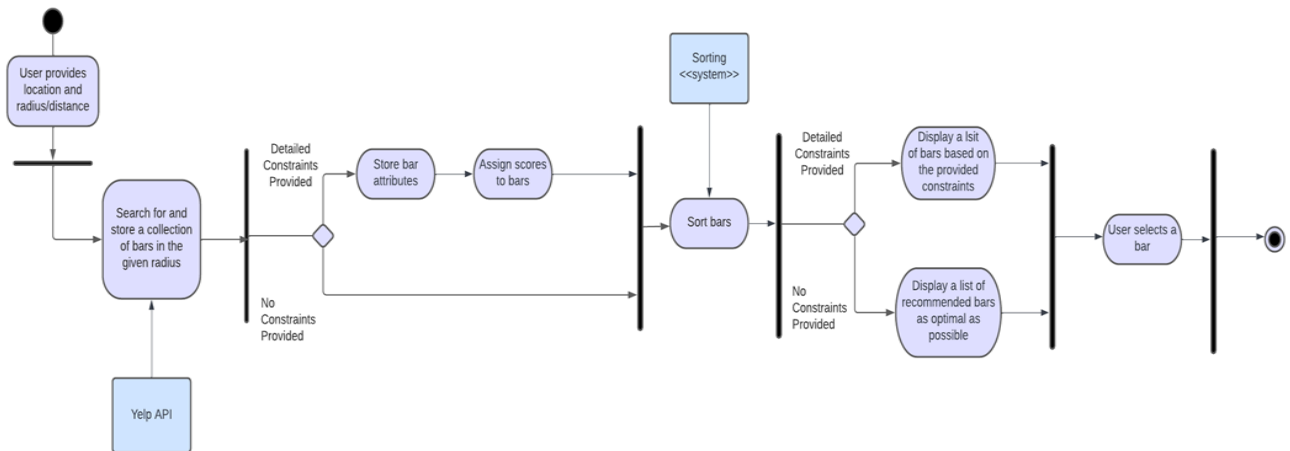 User provides
location and
radius/distance
Search for and
store a collection
of bars in the
given radius
Yelp API
Detailed
Constraints
Provided
No
Constraints
Provided
Store bar
attributes
Assign scores
to bars
Sorting
<<system>>
Sort bars
Detailed
Constraints
Provided
No
Constraints
Provided
Display a lsit
of bars based on
the provided
constraints
Display a list of
recommended bars
as optimal as
possible
User selects a
bar